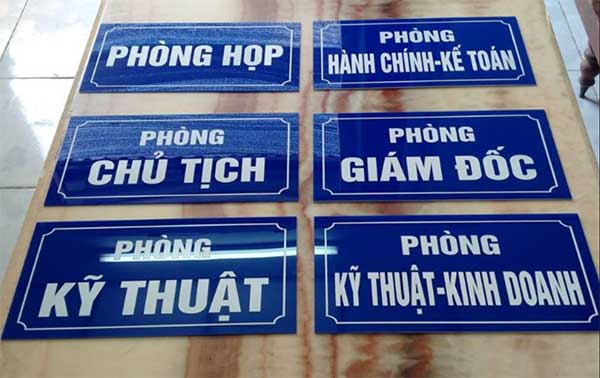 PHÒNG HỌP
PHÒNG
HÀNH CHÍNH-KẾ TOÁN
PHÒNG
CHỦ TỊCH
PHÒNG
GIÁM ĐỐC
PHÒNG
KỸ THUẬT
PHÒNG
KỸ THUẬT-KINH DOANH